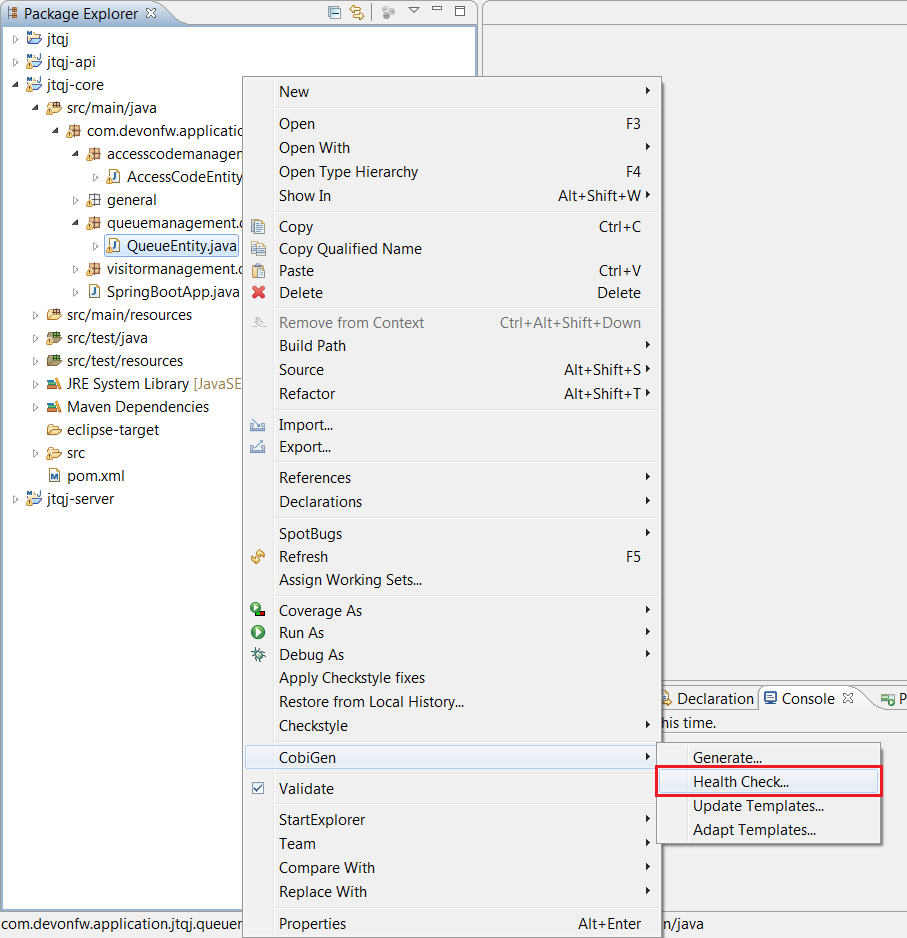 Package Explorer
jtqj
jtqj-api
jtqj-core
src/main/java
com.devonfw.applicatio
accesscodemanagem
AccessCodeEntity
general
queuemanagement.d
QueueEntity.java
visitormanagement.d
SpringBootApp.java
src/main/resources
src/test/java
src/test/resources
JRE System Library [JavaSE
Maven Dependencies
eclipse-target
src
pom.xml
jtqj-server
New
Open F3
Open With
Open Type Hierarchy F4
Show In Alt+Shift+W
Copy Ctrl+C
Copy Qualified Name
Paste Ctrl+V
Delete Delete
Remove from Context Ctrl+Alt+Shift+Down
Build Path
Source Alt+Shift+S
Refactor Alt+Shift+T
Import...
Export...
References
Declarations
SpotBugs
Refresh F5
Assign Working Sets...
Coverage As
Run As
Debug As
Apply Checkstyle fixes
Restore from Local History...
Checkstyle
CobiGen
Validate
StartExplorer
Team
Compare With
Replace With
Properties Alt+Enter
Generate...
Health Check...
Update Templates...
Adapt Templates...
Declaration Console P
his time.
com.devonfw.application.jtqj.queuer n/java